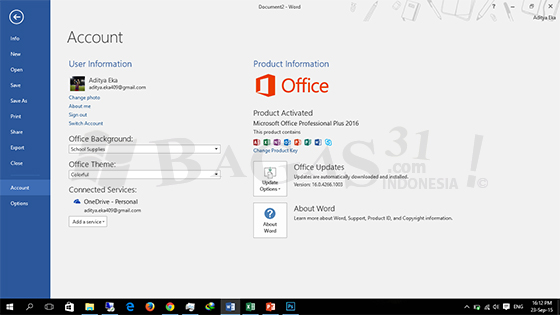 Document2 - Word
Aditya Eka
Info
New
Open
Save
Save As
Print
Share
Export
Close
Account
Options
Account
User Information
Aditya Eka
aditya.eka409@gmail.com
Change photo
About me
Sign out
Switch Account
Office Background:
School Supplies
Office Theme:
Colorful
Connected Services:
OneDrive - Personal
aditya.eka409@gmail.com
Add a service
Product Information
Office
Product Activated
Microsoft Office Professional Plus 2016
This product contains
Change Product Key
Update
Options
Office Updates
Updates are automatically downloaded and installed.
Version: 16.0.4266.1003
About
Word
About Word
Learn more about Word, Support, Product ID, and Copyright information.
BAGAS31
.com
INDONESIA
ENG
16:12 PM
23-Sep-15